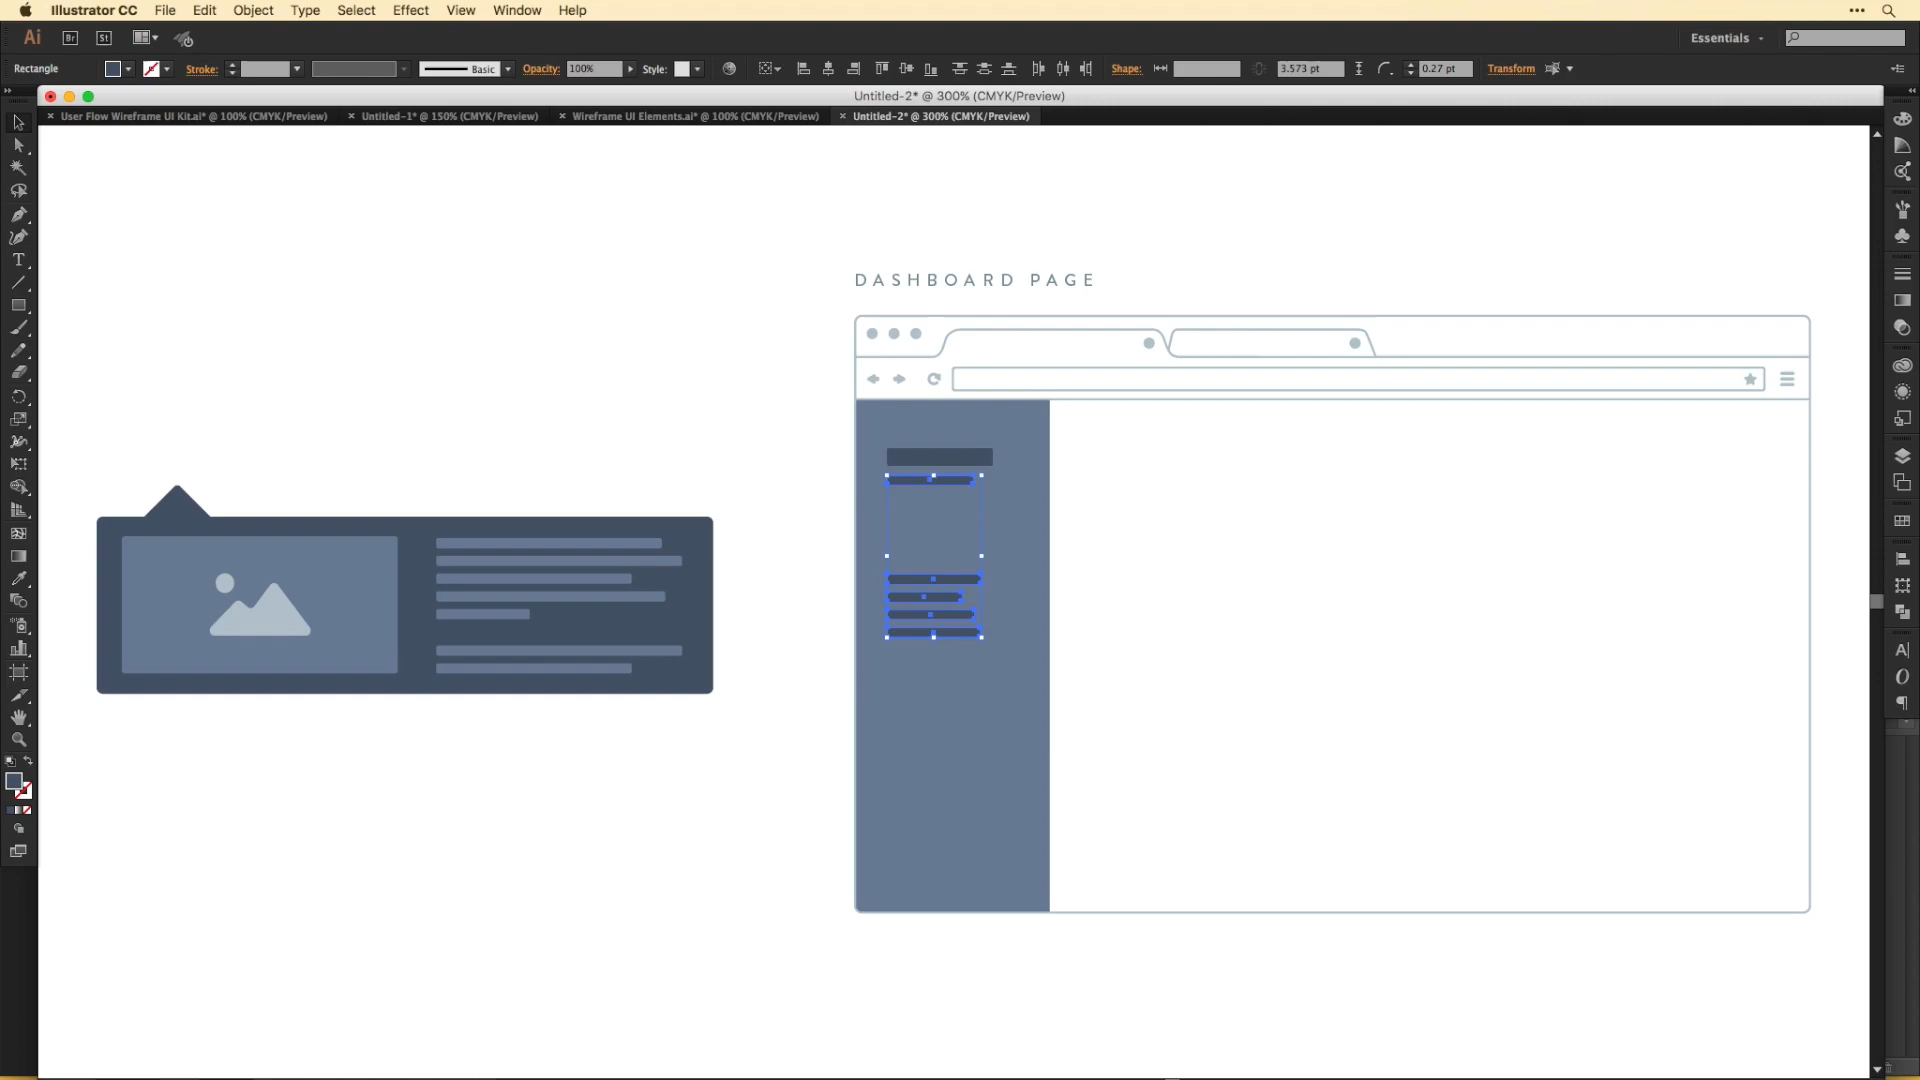 Illustrator CC File Edit Object Type Select Effect View Window Help
Ai Br St Essentials
Rectangle Stroke: Basic Opacity: 100% Style: Shape: 3.573 pt 0.27 pt Transform
Untitled-2* @ 300% (CMYK/Preview)
User Flow Wireframe UI Kit.ai* @ 100% (CMYK/Preview) Untitled-1* @ 150% (CMYK/Preview) Wireframe UI Elements.ai* @ 100% (CMYK/Preview) Untitled-2* @ 300% (CMYK/Preview)
DASHBOARD PAGE